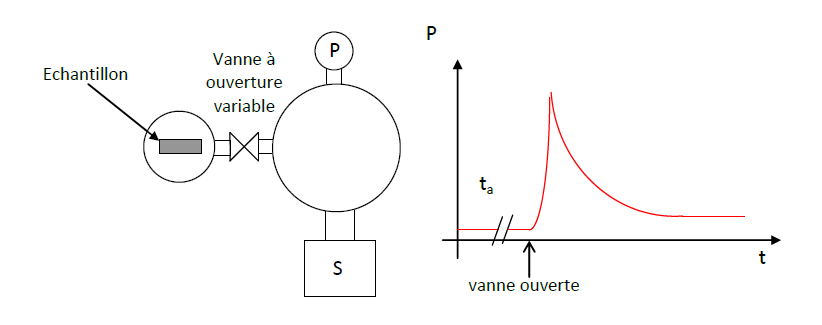 Echantillon
Vanne à
ouverture
variable
P
S
P
ta
vanne ouverte
t